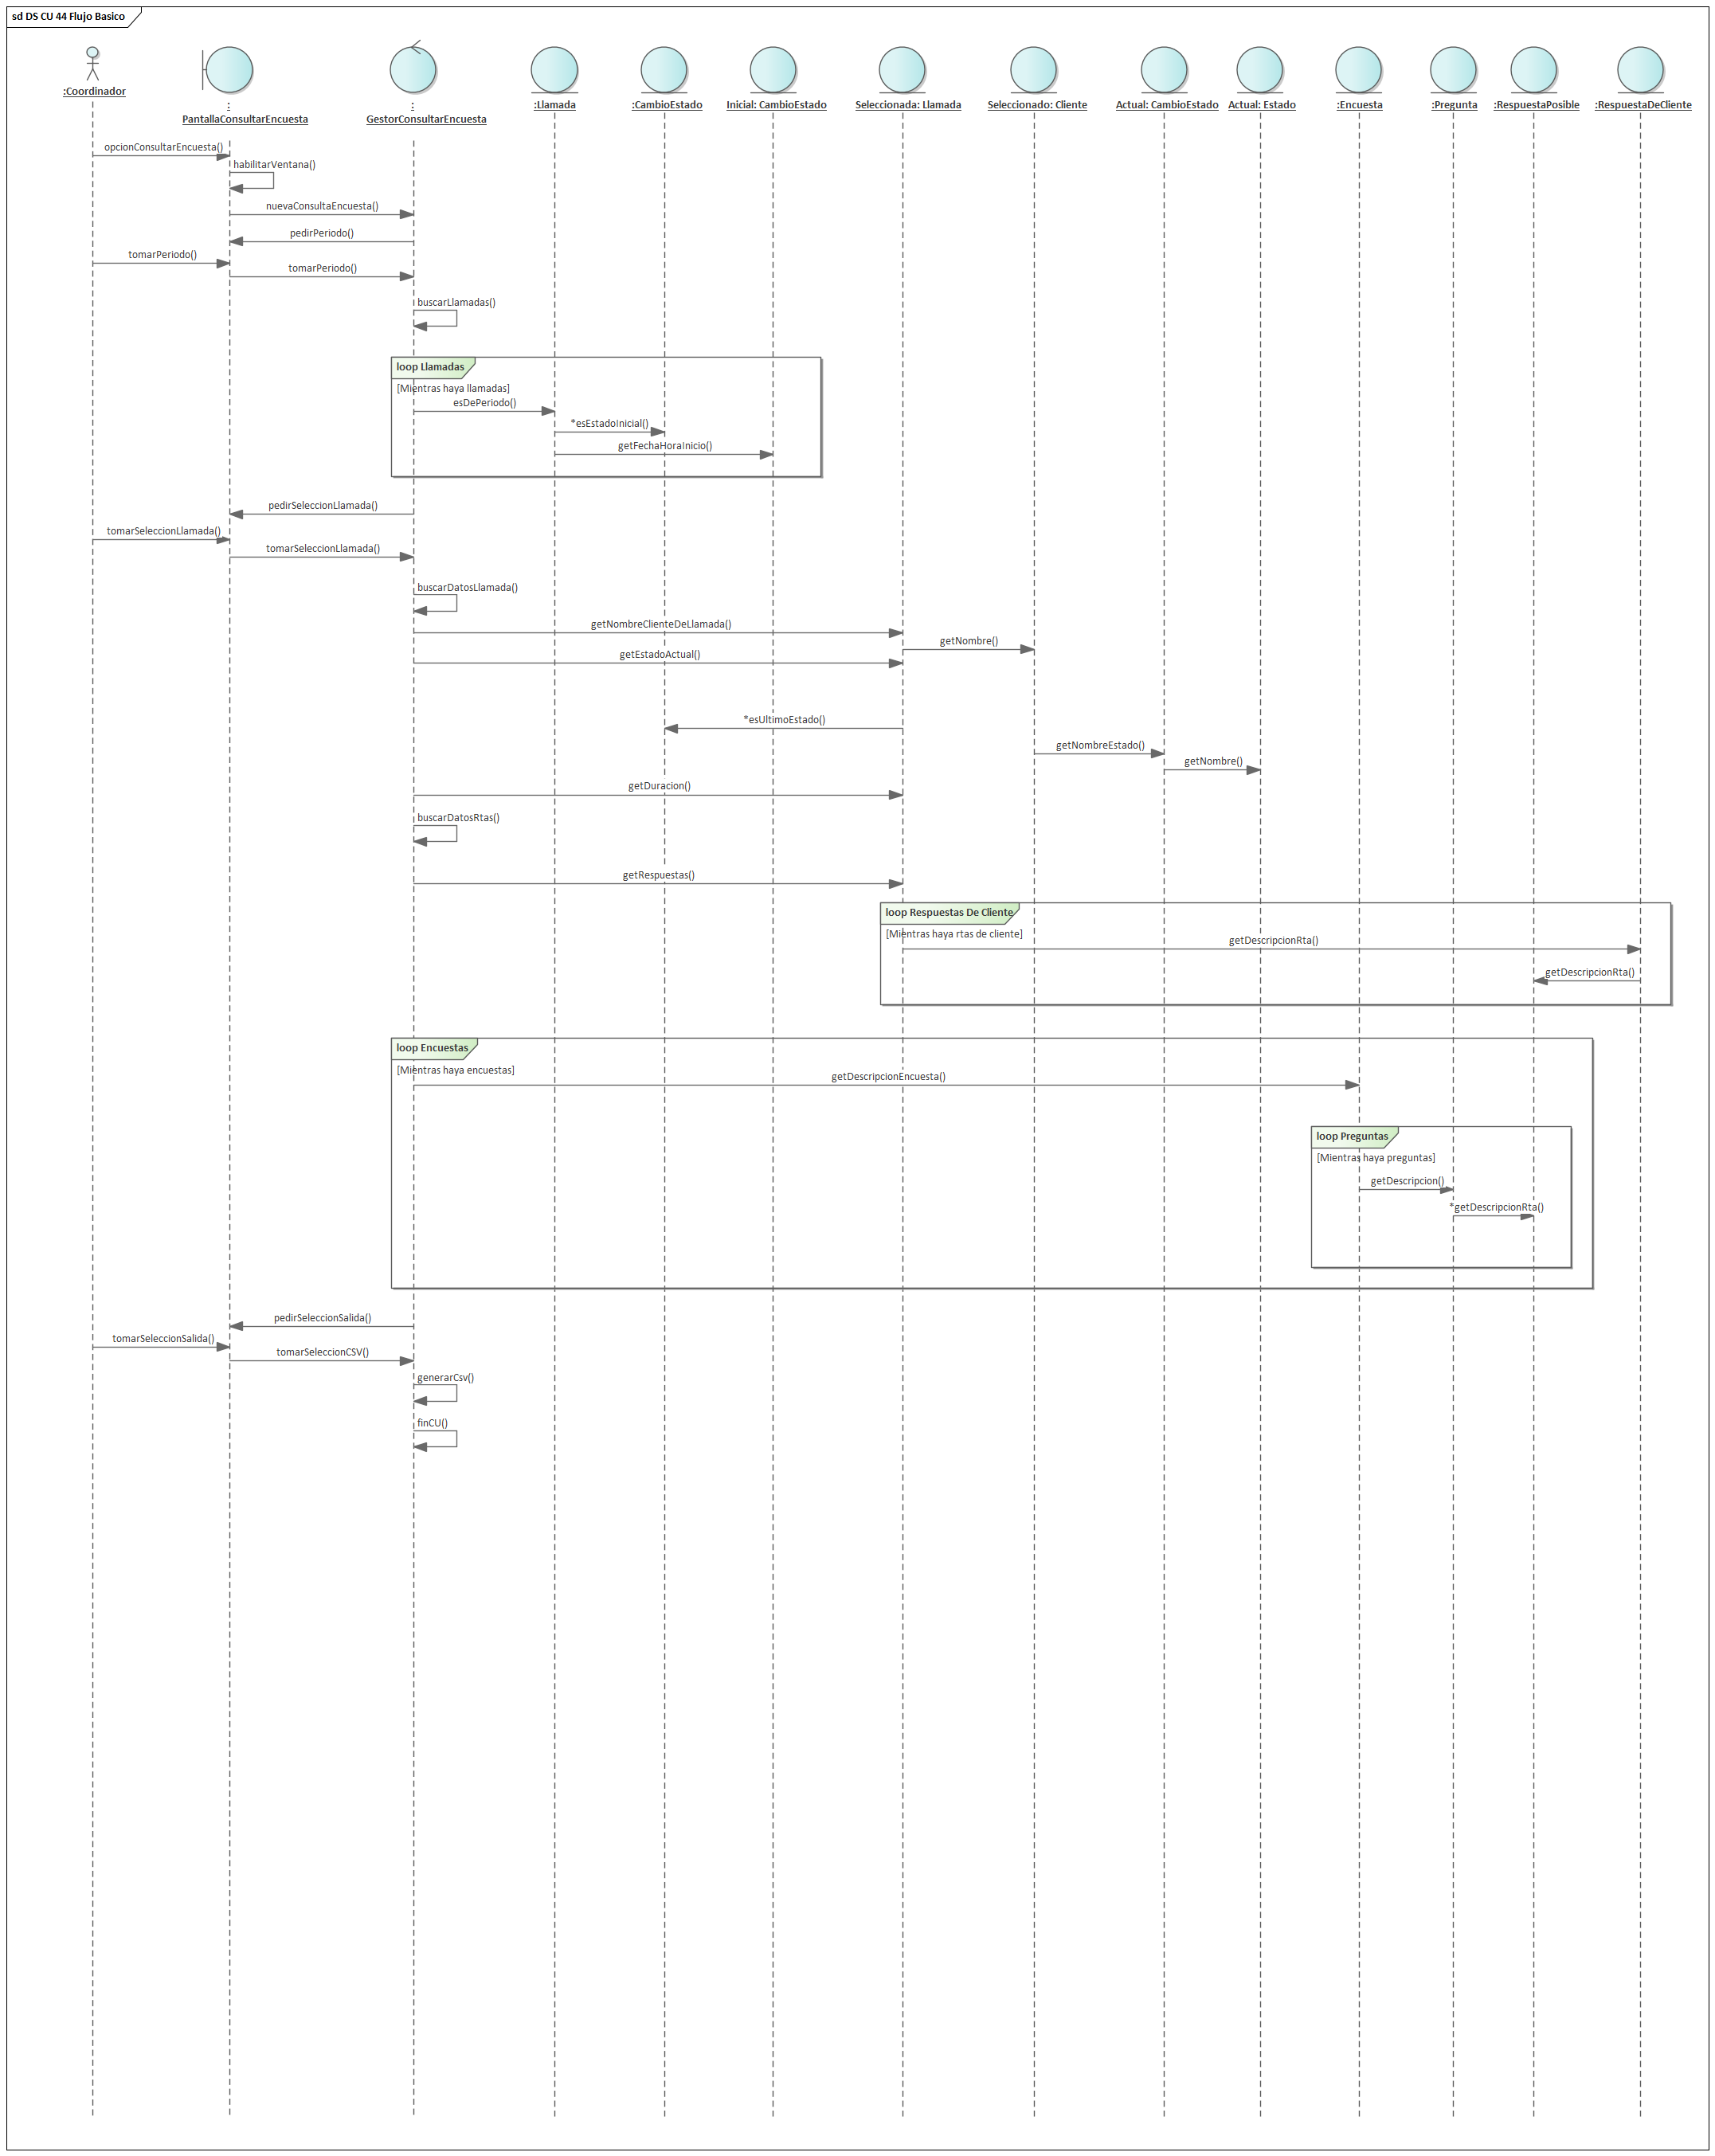 sd DS CU 44 Flujo Basico
:Coordinador
:
PantallaConsultarEncuesta
:
GestorConsultarEncuesta
:Llamada
:CambioEstado
Inicial: CambioEstado
Seleccionada: Llamada
Seleccionado: Cliente
Actual: CambioEstado
Actual: Estado
:Encuesta
:Pregunta
:RespuestaPosible
:RespuestaDeCliente
opcionConsultarEncuesta()
habilitarVentana()
nuevaConsultaEncuesta()
pedirPeriodo()
tomarPeriodo()
tomarPeriodo()
buscarLlamadas()
loop Llamadas
[Mientras haya llamadas]
esDePeriodo()
*esEstadoInicial()
getFechaHoraInicio()
pedirSeleccionLlamada()
tomarSeleccionLlamada()
tomarSeleccionLlamada()
buscarDatosLlamada()
getNombreClienteDeLlamada()
getNombre()
getEstadoActual()
*esUltimoEstado()
getNombreEstado()
getNombre()
getDuracion()
buscarDatosRtas()
getRespuestas()
loop Respuestas De Cliente
[Mientras haya rtas de cliente]
getDescripcionRta()
getDescripcionRta()
loop Encuestas
[Mientras haya encuestas]
getDescripcionEncuesta()
loop Preguntas
[Mientras haya preguntas]
getDescripcion()
*getDescripcionRta()
pedirSeleccionSalida()
tomarSeleccionSalida()
tomarSeleccionCSV()
generarCsv()
finCU()